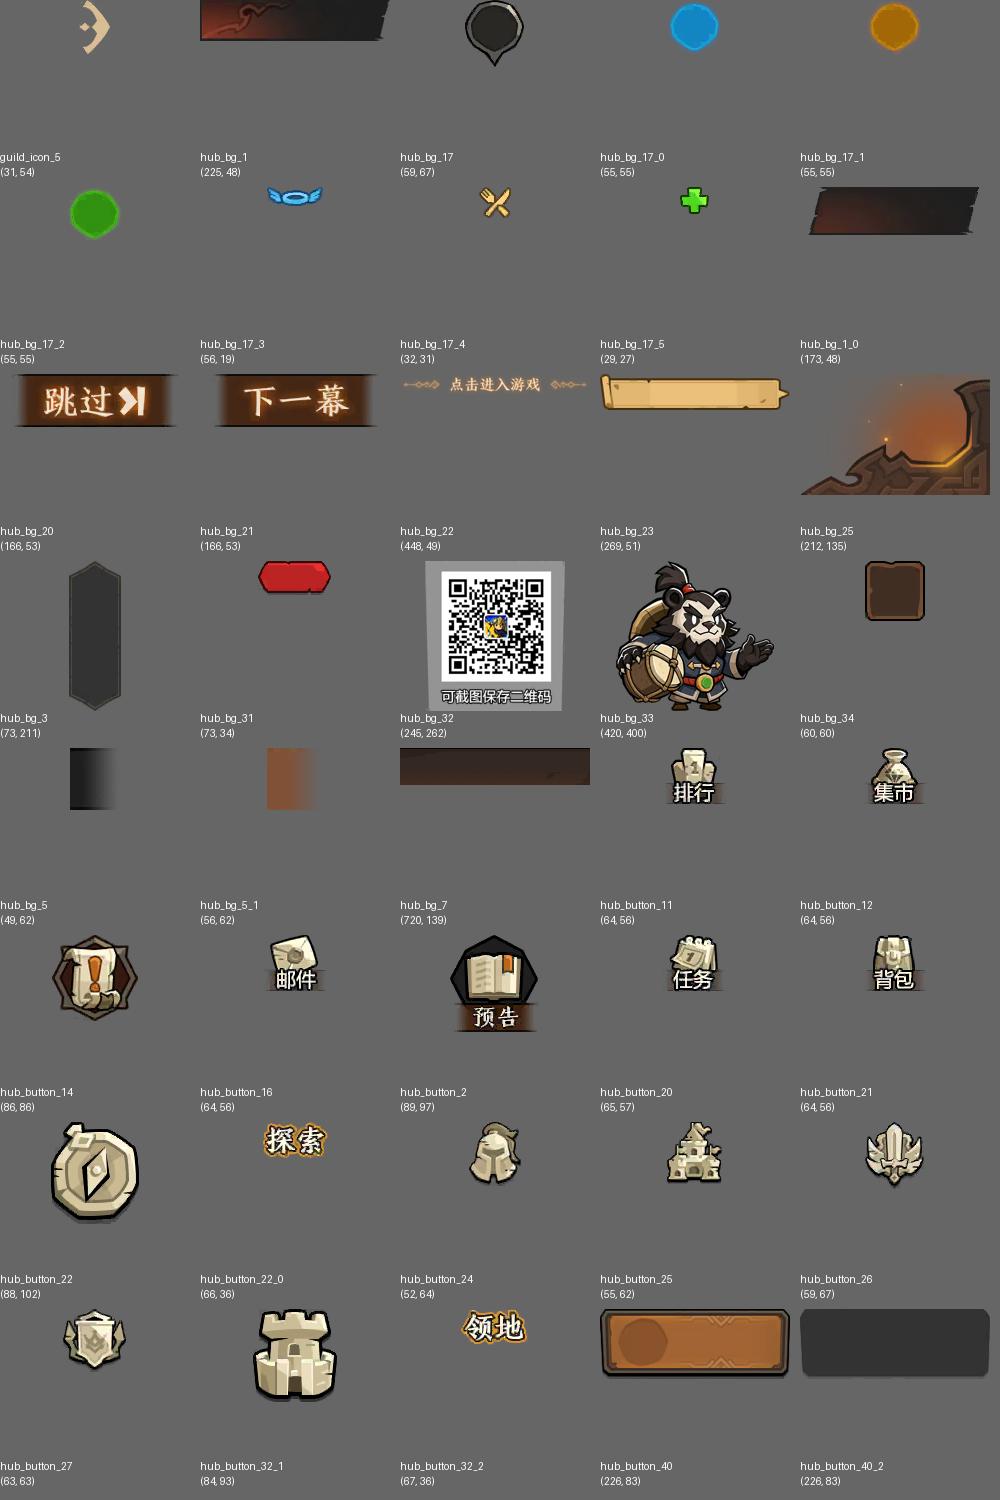 guild_icon_5
(31, 54)
hub_bg_1
(225, 48)
hub_bg_17
(59, 67)
hub_bg_17_0
(55, 55)
hub_bg_17_1
(55, 55)
hub_bg_17_2
(55, 55)
hub_bg_17_3
(56, 19)
hub_bg_17_4
(32, 31)
hub_bg_17_5
(29, 27)
hub_bg_1_0
(173, 48)
跳过
下一幕
点击进入游戏
hub_bg_20
(166, 53)
hub_bg_21
(166, 53)
hub_bg_22
(448, 49)
hub_bg_23
(269, 51)
hub_bg_25
(212, 135)
可截图保存二维码
hub_bg_3
(73, 211)
hub_bg_31
(73, 34)
hub_bg_32
(245, 262)
hub_bg_33
(420, 400)
hub_bg_34
(60, 60)
1
排行
集市
hub_bg_5
(49, 62)
hub_bg_5_1
(56, 62)
hub_bg_7
(720, 139)
hub_button_11
(64, 56)
hub_button_12
(64, 56)
邮件
预告
1
任务
背包
hub_button_14
(86, 86)
hub_button_16
(64, 56)
hub_button_2
(89, 97)
hub_button_20
(65, 57)
hub_button_21
(64, 56)
探索
hub_button_22
(88, 102)
hub_button_22_0
(66, 36)
hub_button_24
(52, 64)
hub_button_25
(55, 62)
hub_button_26
(59, 67)
领地
hub_button_27
(63, 63)
hub_button_32_1
(84, 93)
hub_button_32_2
(67, 36)
hub_button_40
(226, 83)
hub_button_40_2
(226, 83)